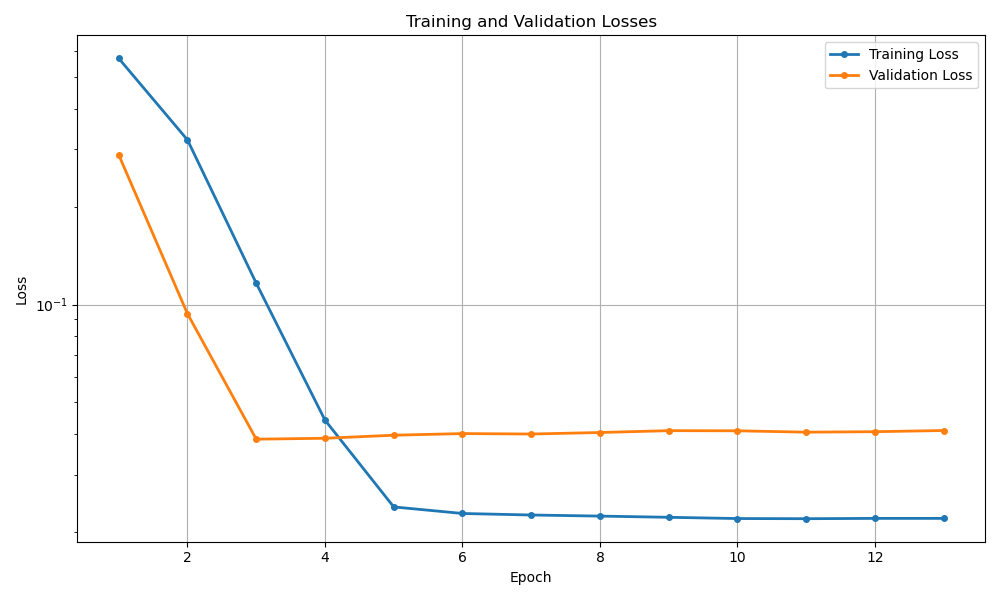 Training and Validation Losses
Training Loss
Validation Loss
Loss
10⁻¹
2 4 6 8 10 12
Epoch